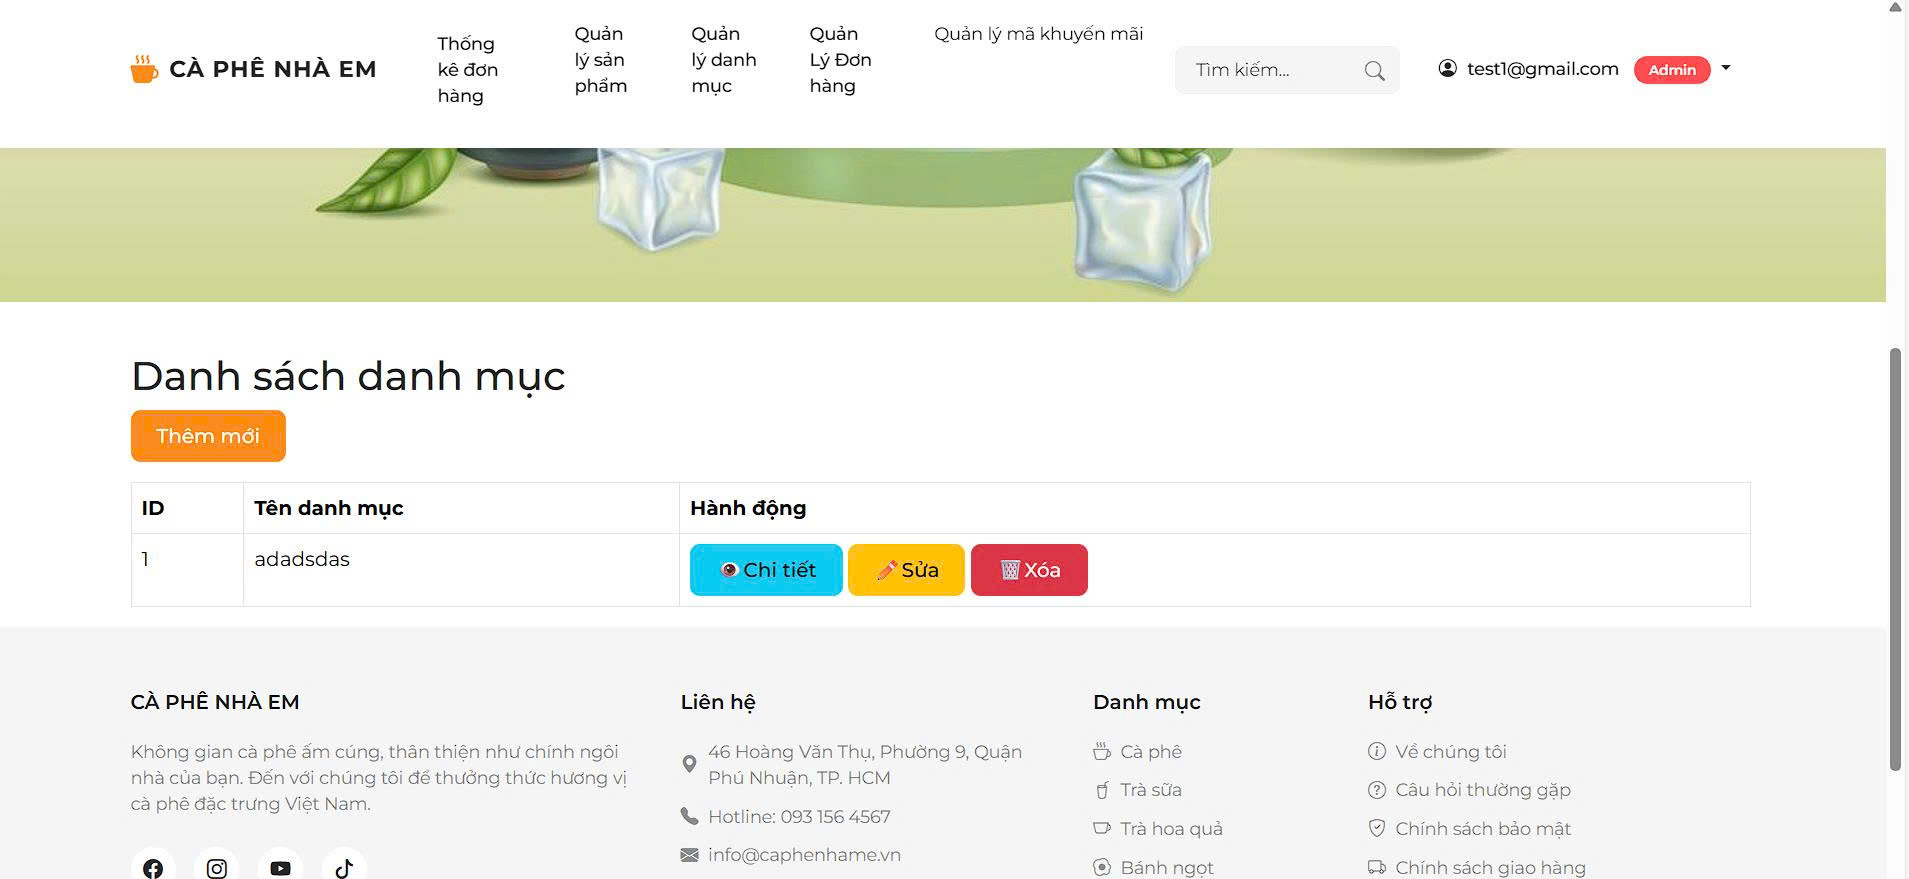 CÀ PHÊ NHÀ EM
Thống
kê đơn
hàng
Quản
lý sản
phẩm
Quản
lý danh
mục
Quản
Lý Đơn
hàng
Quản lý mã khuyến mãi
Tìm kiếm...
test1@gmail.com
Admin
Danh sách danh mục
Thêm mới
ID Tên danh mục Hành động
1 adadsdas Chi tiết Sửa Xóa
CÀ PHÊ NHÀ EM
Không gian cà phê ấm cúng, thân thiện như chính ngôi
nhà của bạn. Đến với chúng tôi để thưởng thức hương vị
cà phê đặc trưng Việt Nam.
Liên hệ
46 Hoàng Văn Thụ, Phường 9, Quận
Phú Nhuận, TP. HCM
Hotline: 093 156 4567
info@caphenhame.vn
Danh mục
Cà phê
Trà sữa
Trà hoa quả
Bánh ngọt
Hỗ trợ
Về chúng tôi
Câu hỏi thường gặp
Chính sách bảo mật
Chính sách giao hàng